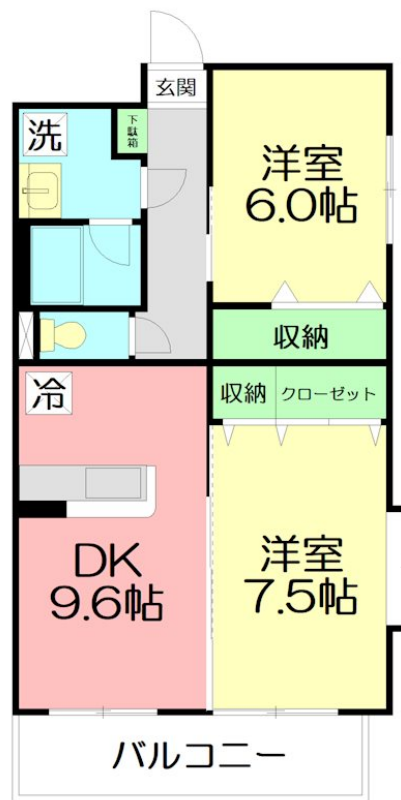 玄関
下駄箱
洗
洋室
6.0帖
収納
冷
収納
クローゼット
DK
9.6帖
洋室
7.5帖
バルコニー